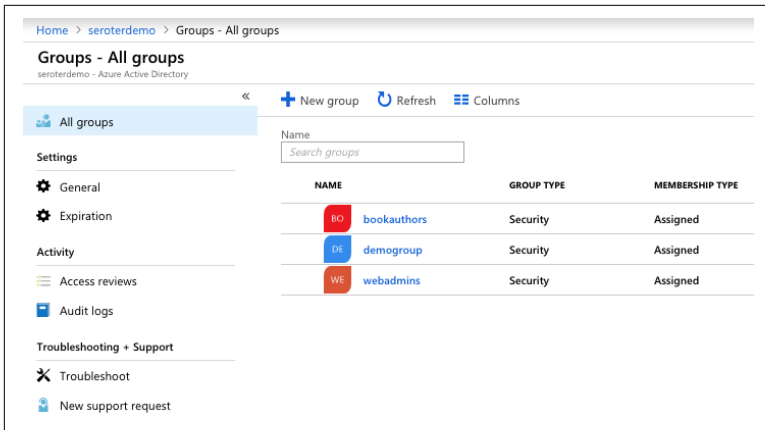 Home > seroterdemo > Groups - All groups
Groups - All groups
seroterdemo - Azure Active Directory
«
All groups
Settings
General
Expiration
Activity
Access reviews
Audit logs
Troubleshooting + Support
Troubleshoot
New support request
New group Refresh Columns
Name
Search groups
NAME GROUP TYPE MEMBERSHIP TYPE
BO bookauthors Security Assigned
DE demogroup Security Assigned
WE webadmins Security Assigned